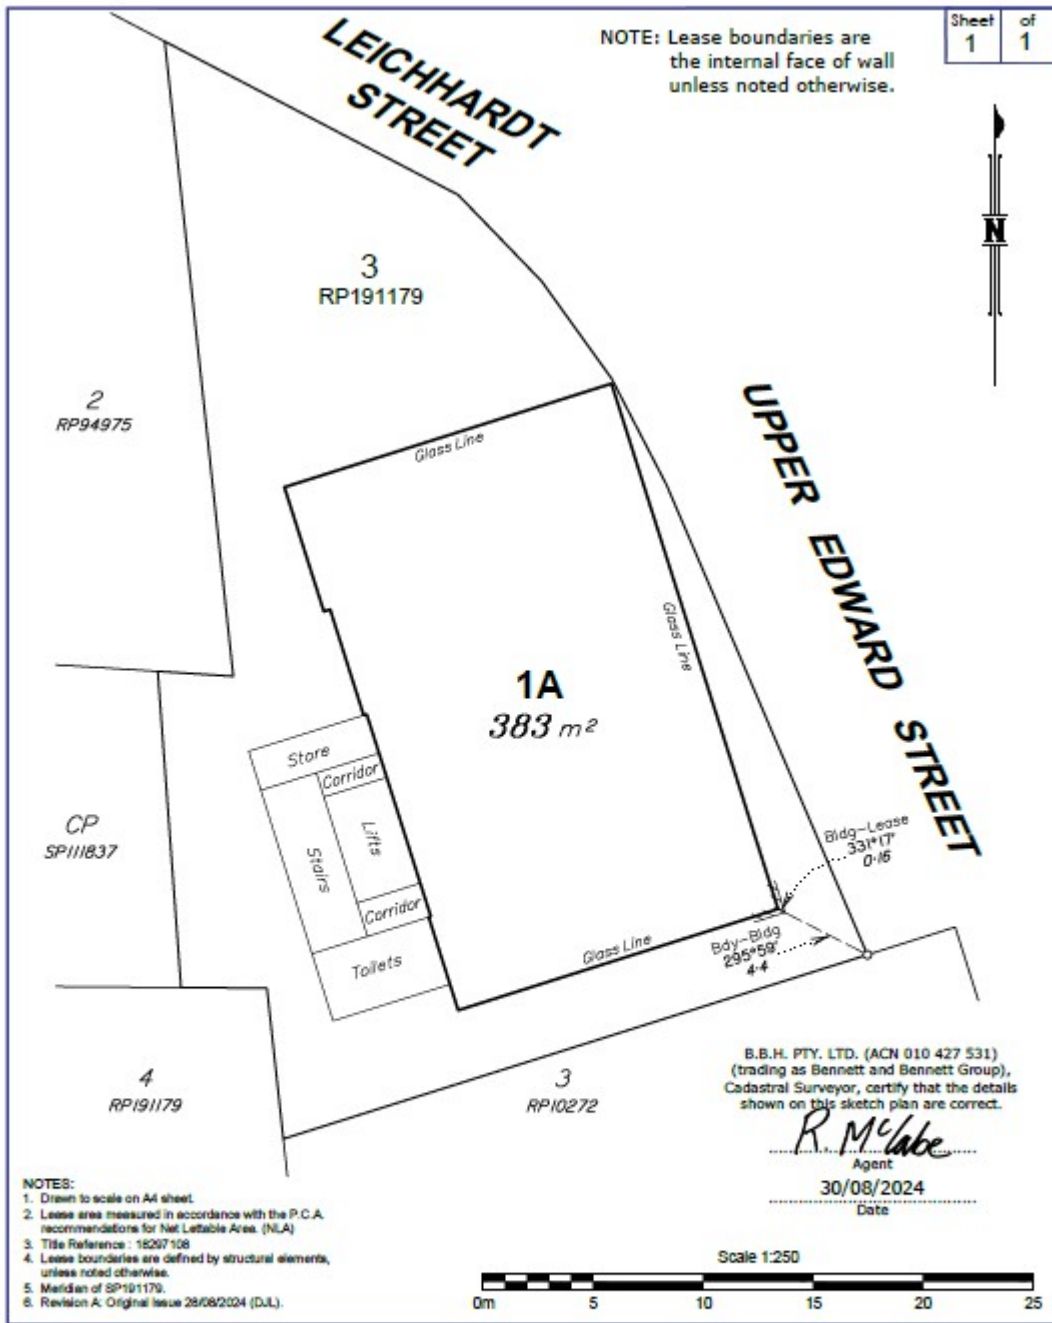 Sheet of
1 1
NOTE: Lease boundaries are
the internal face of wall
unless noted otherwise.
LEICHHARDT
STREET
N
3
RP191179
2
RP94975
Glass Line
UPPER EDWARD STREET
Glass Line
1A
383 m²
Store
Corridor
Lifts
Stairs
Corridor
Toilets
CP
SP111837
Bldg-Lease
331°17'
0·16
Glass Line
Bdy-Bldg
295°59'
4·4
4
RP191179
3
RP10272
B.B.H. PTY. LTD. (ACN 010 427 531)
(trading as Bennett and Bennett Group),
Cadastral Surveyor, certify that the details
shown on this sketch plan are correct.
R. McCabe
Agent
30/08/2024
Date
NOTES:
1. Drawn to scale on A4 sheet.
2. Lease area measured in accordance with the P.C.A.
recommendations for Net Lettable Area. (NLA)
3. Title Reference : 18297108
4. Lease boundaries are defined by structural elements,
unless noted otherwise.
5. Meridian of SP191179.
6. Revision A: Original Issue 28/08/2024 (DJL).
Scale 1:250
0m 5 10 15 20 25